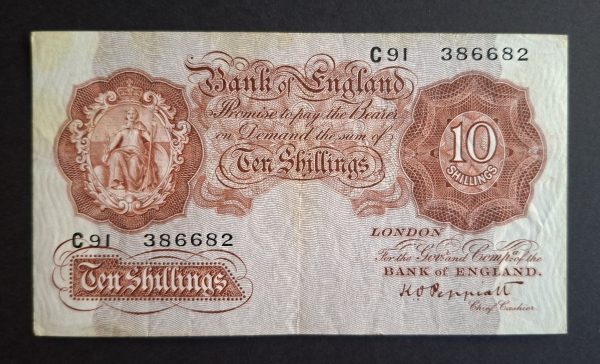 C91 386682
Bank of England
Promise to pay the Bearer
on Demand the sum of
Ten Shillings
10
SHILLINGS
C91 386682
Ten Shillings
LONDON
For the Govr. and Compa. of the
BANK OF ENGLAND.
K O Peppiatt
Chief Cashier